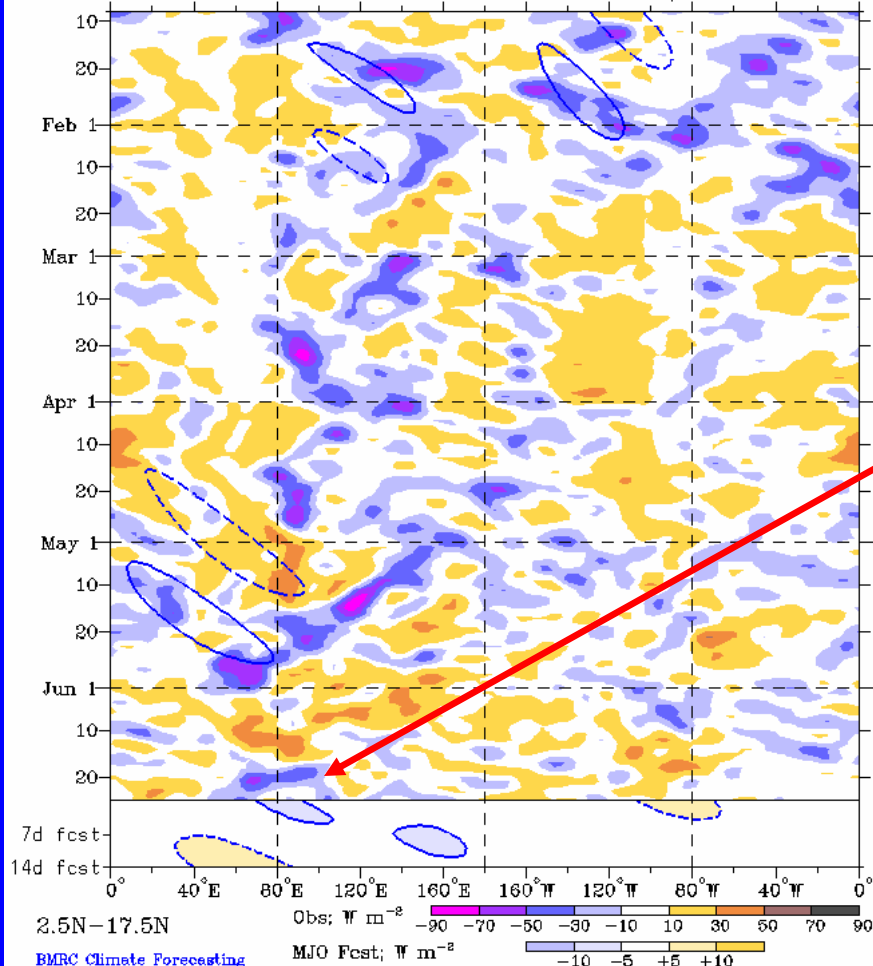 10
20
Feb 1
10
20
Mar 1
10
20
Apr 1
10
20
May 1
10
20
Jun 1
10
20
7d fcst
14d fcst
0° 40°E 80°E 120°E 160°E 160°W 120°W 80°W 40°W 0°
2.5N−17.5N
Obs; W m⁻²
−90 −70 −50 −30 −10 10 30 50 70 90
BMRC Climate Forecasting
MJO Fcst; W m⁻²
−10 −5 +5 +10